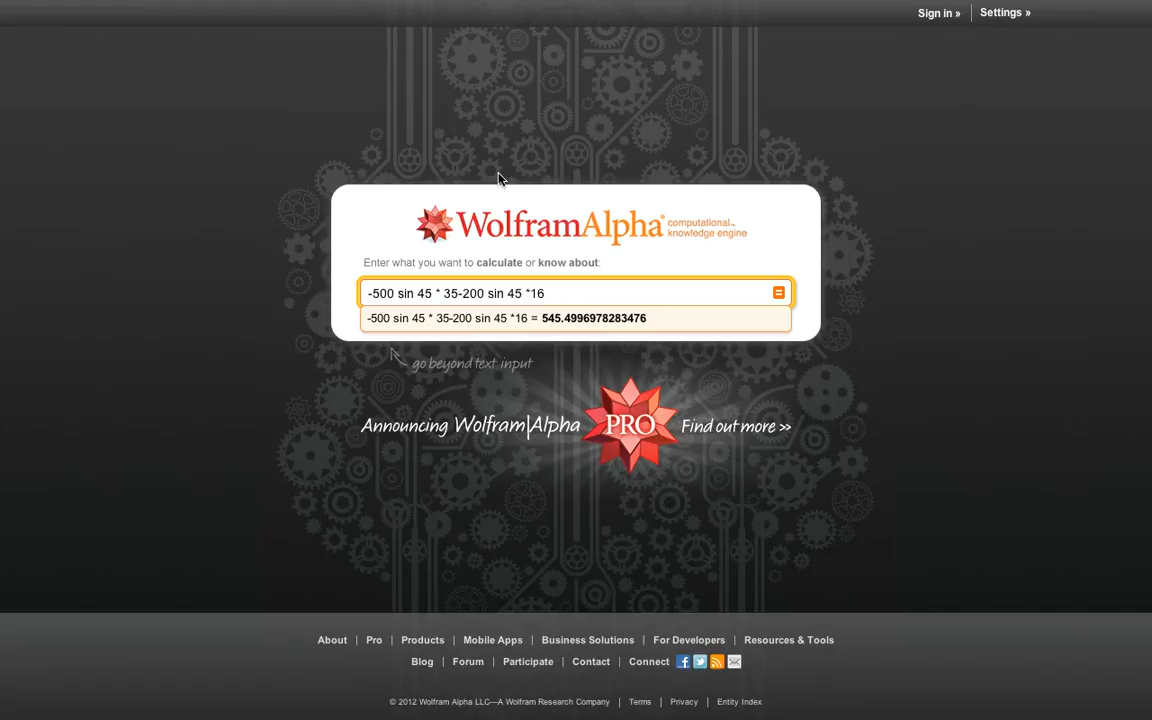 Sign in » | Settings »
WolframAlpha® computational™ knowledge engine
Enter what you want to calculate or know about:
-500 sin 45 * 35-200 sin 45 *16
-500 sin 45 * 35-200 sin 45 *16 = 545.4996978283476
go beyond text input
Announcing Wolfram|Alpha PRO Find out more >>
About | Pro | Products | Mobile Apps | Business Solutions | For Developers | Resources & Tools
Blog | Forum | Participate | Contact | Connect
© 2012 Wolfram Alpha LLC—A Wolfram Research Company | Terms | Privacy | Entity Index